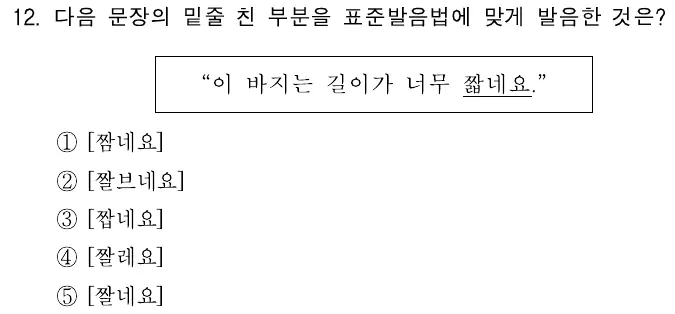 12. 다음 문장의 밑줄 친 부분을 표준발음법에 맞게 발음한 것은?
“이 바지는 길이가 너무 짧네요.”
① [짬네요]
② [짤브네요]
③ [짭네요]
④ [짤레요]
⑤ [짤네요]